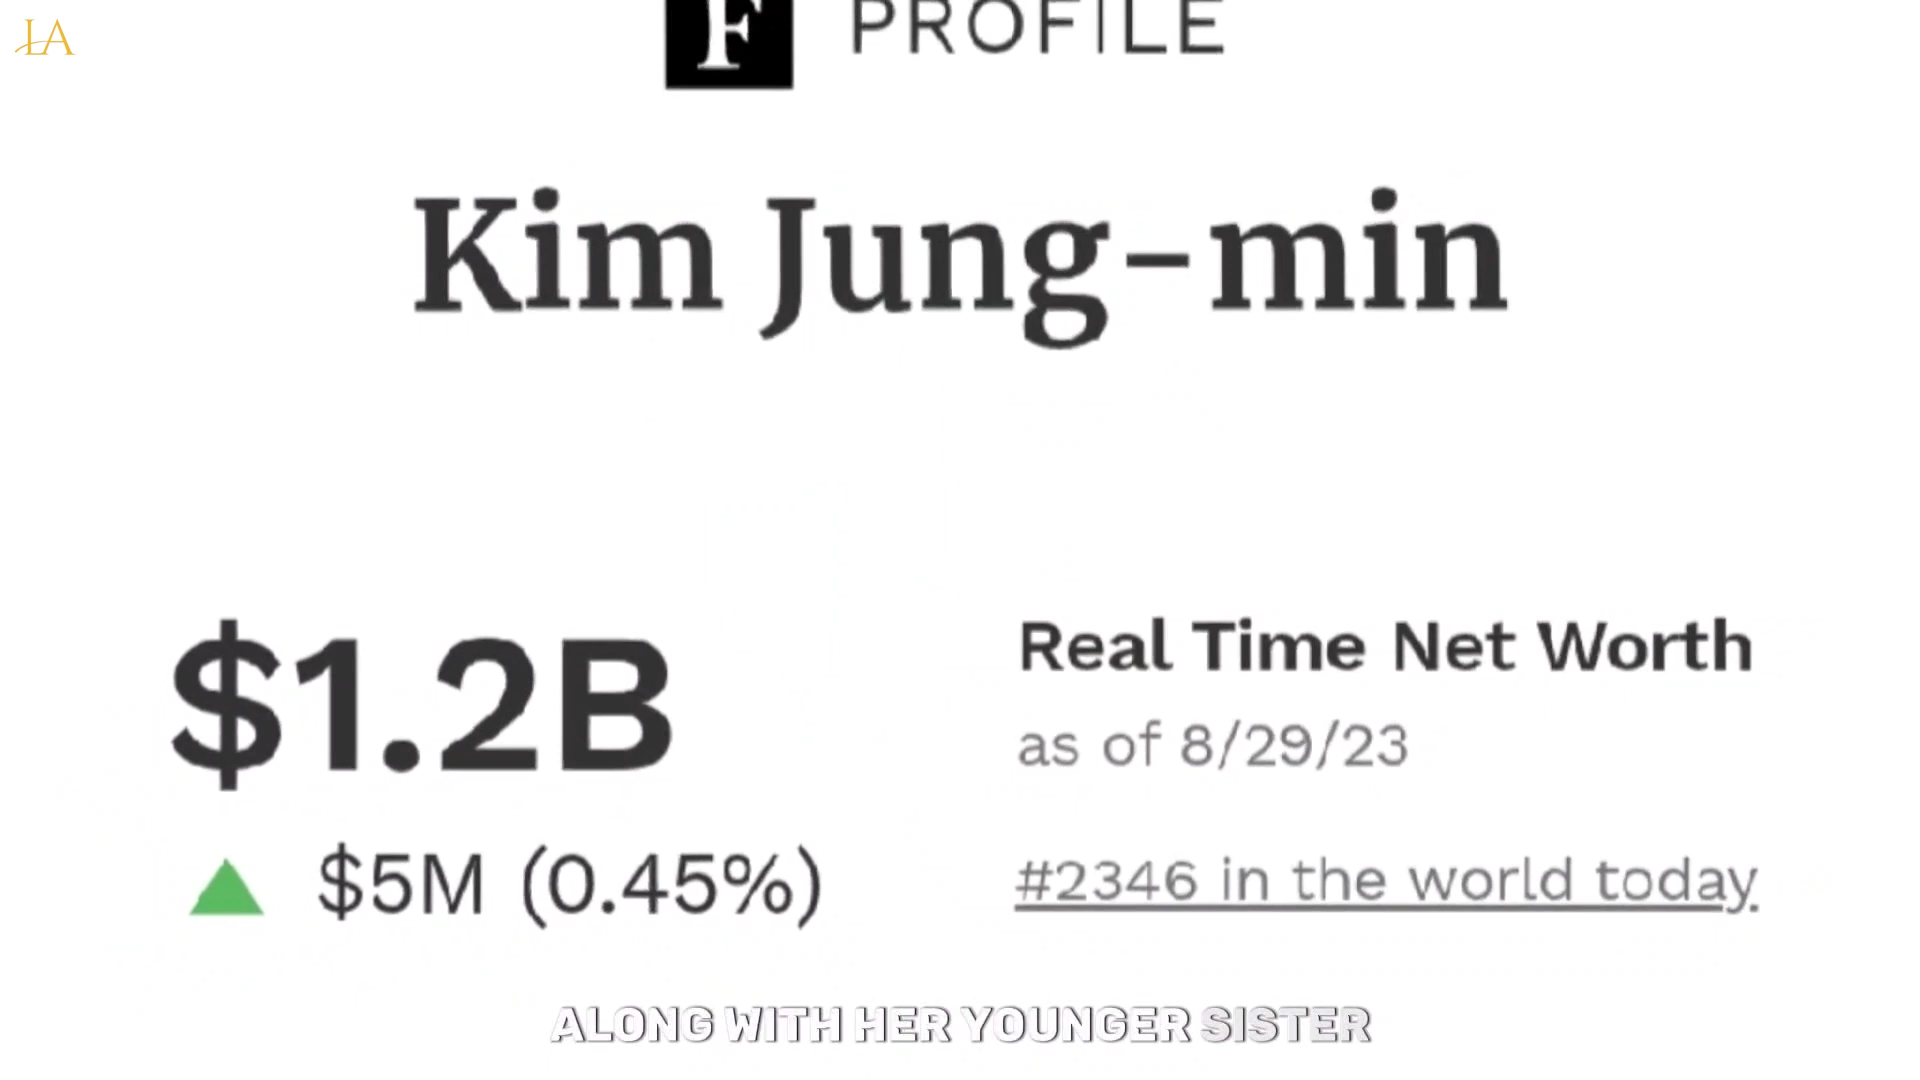 LA
F PROFILE
Kim Jung-min
$1.2B
$5M (0.45%)
Real Time Net Worth
as of 8/29/23
#2346 in the world today
ALONG WITH HER YOUNGER SISTER